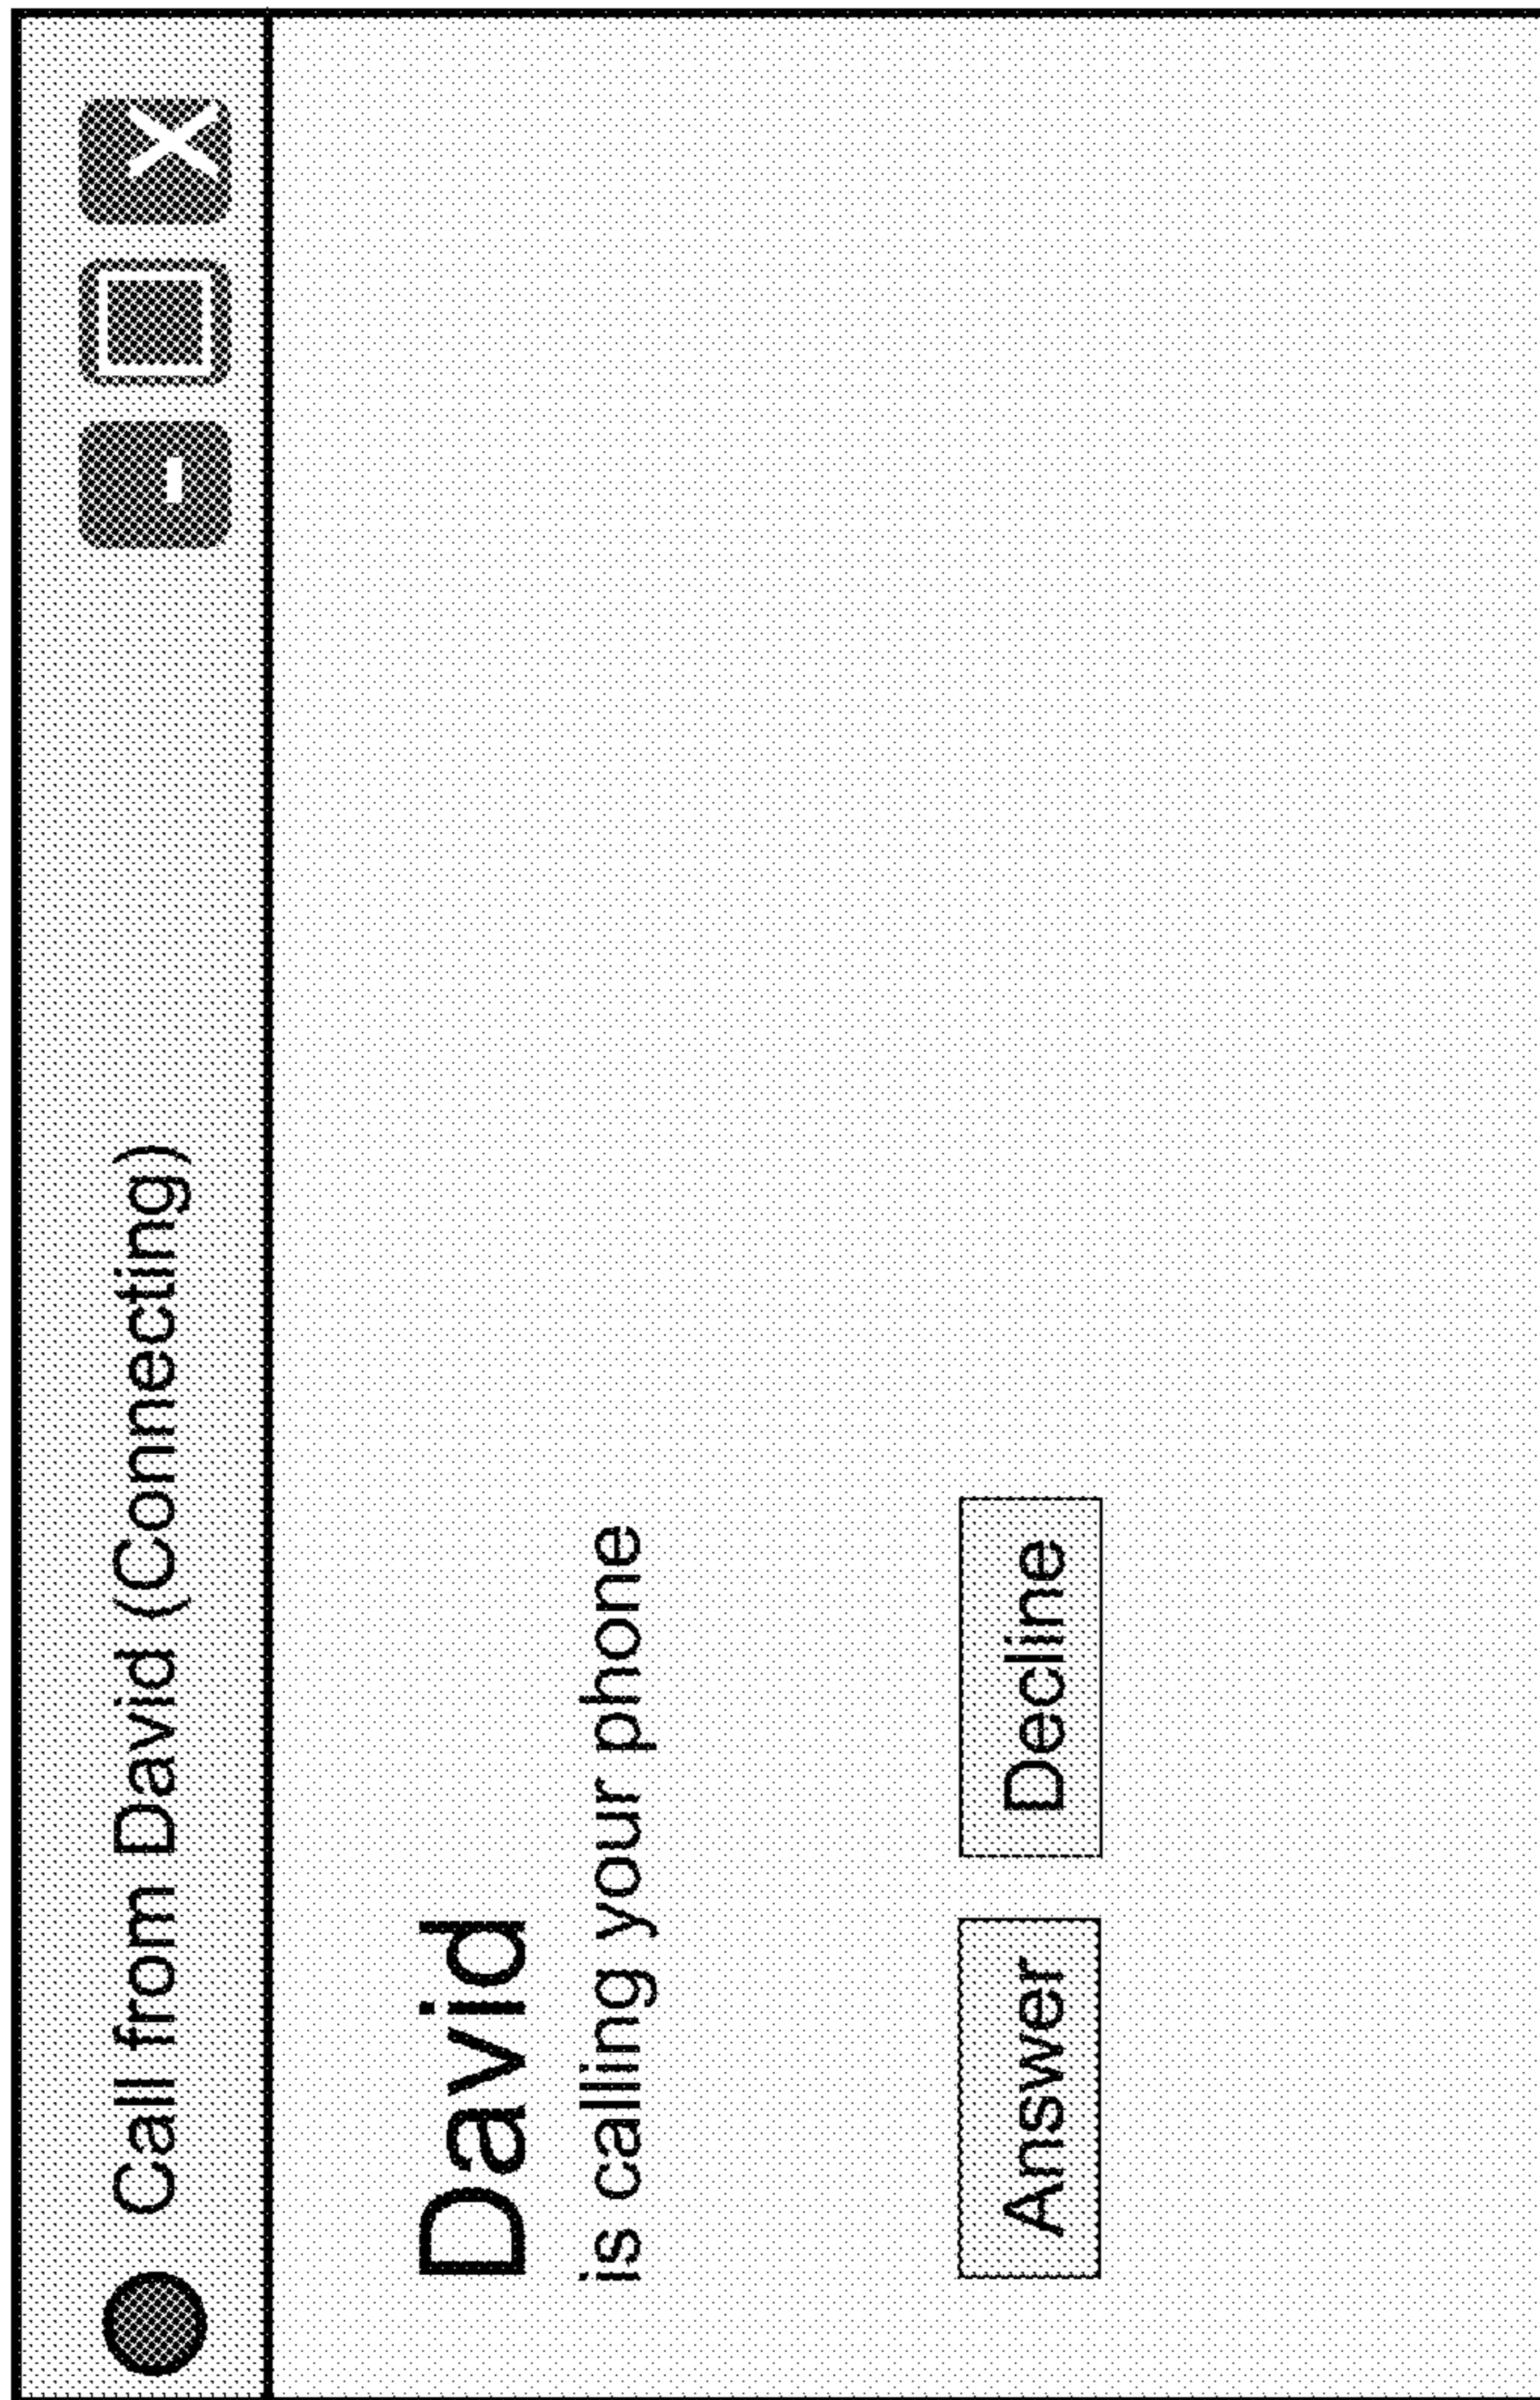 Call from David (Connecting)
David
is calling your phone
Answer
Decline